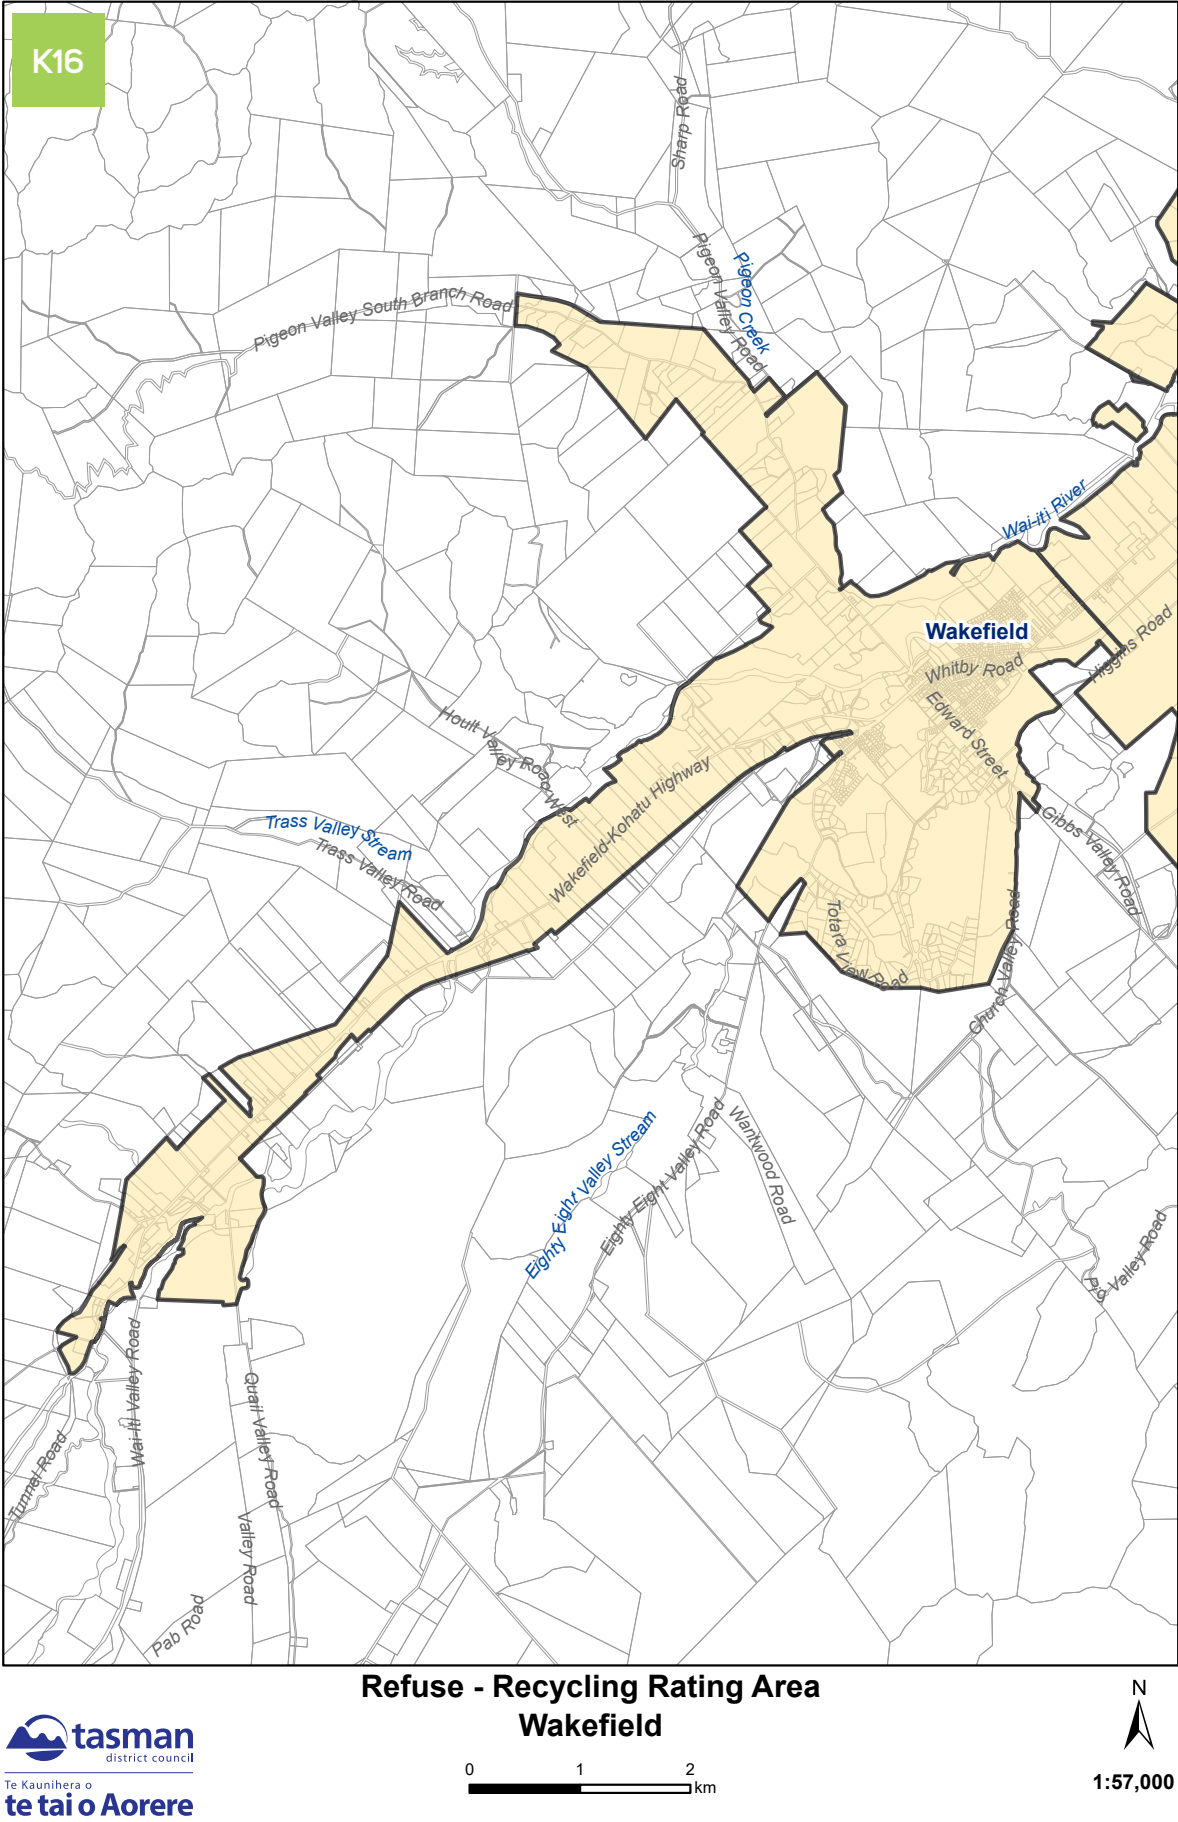 K16
Sharp Road
Pigeon Valley Road
Pigeon Creek
Pigeon Valley South Branch Road
Wai-iti River
Wakefield
Higgins Road
Whitby Road
Edward Street
Hoult Valley Road West
Wakefield-Kohatu Highway
Trass Valley Stream
Trass Valley Road
Gibbs Valley Road
Totara View Road
Church Valley Road
Eighty Eight Valley Stream
Eighty Eight Valley Road
Wantwood Road
Pig Valley Road
Wai-Iti Valley Road
Quail Valley Road
Tunnel Road
Valley Road
Pab Road
Refuse - Recycling Rating Area
Wakefield
0 1 2
km
N
1:57,000
tasman
district council
Te Kaunihera o
te tai o Aorere